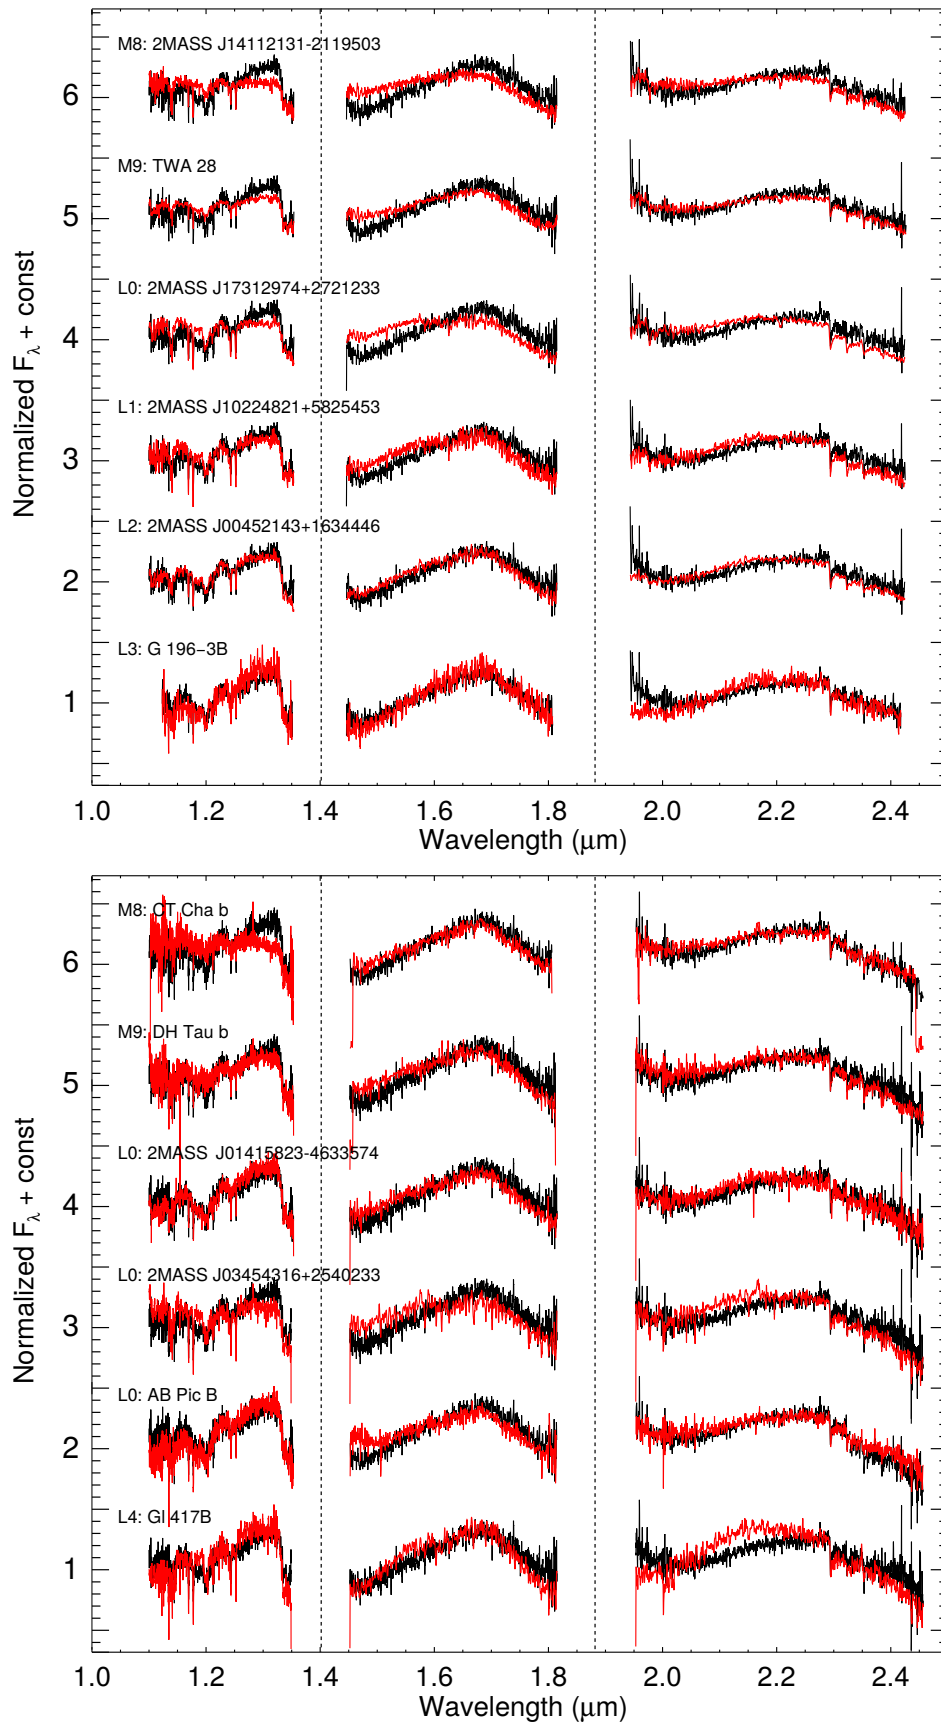 M8: 2MASS J14112131-2119503
6
M9: TWA 28
5
L0: 2MASS J17312974+2721233
4
L1: 2MASS J10224821+5825453
3
L2: 2MASS J00452143+1634446
2
L3: G 196−3B
1
Normalized Fλ + const
1.0 1.2 1.4 1.6 1.8 2.0 2.2 2.4
Wavelength (μm)
M8: CT Cha b
6
M9: DH Tau b
5
L0: 2MASS J01415823-4633574
4
L0: 2MASS J03454316+2540233
3
L0: AB Pic B
2
L4: Gl 417B
1
Normalized Fλ + const
1.0 1.2 1.4 1.6 1.8 2.0 2.2 2.4
Wavelength (μm)